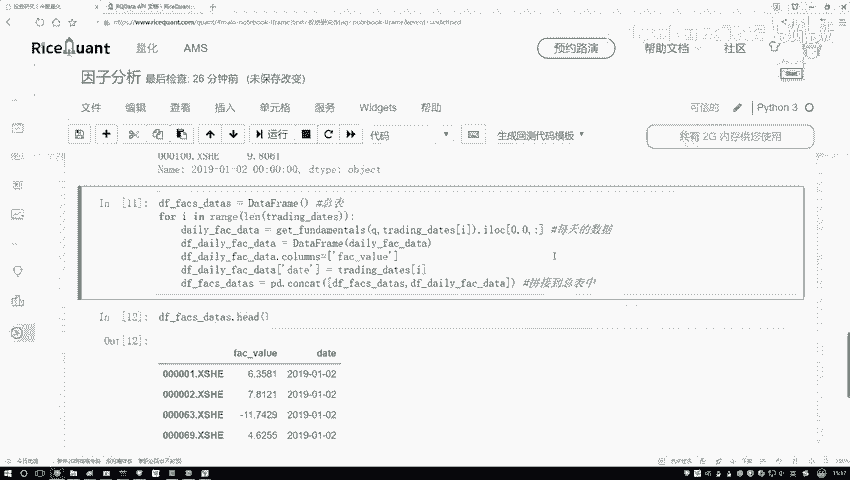 RiceQuant 量化 AMS 预约路演 帮助文档 社区
因子分析 最后检查: 26 分钟前 (未保存改变)
文件 编辑 查看 插入 单元格 服务 Widgets 帮助 可信的 Python 3
运行 代码 生成回测代码模板 共有 2G 内存供您使用
000100.XSHE 9.8061
Name: 2019-01-02 00:00:00, dtype: object
In [11]: df_facs_datas = DataFrame() #总表
for i in range(len(trading_dates)):
daily_fac_data = get_fundamentals(q,trading_dates[i]).iloc[0,0,:] #每天的数据
df_daily_fac_data = DataFrame(daily_fac_data)
df_daily_fac_data.columns=['fac_value']
df_daily_fac_data['date'] = trading_dates[i]
df_facs_datas = pd.concat([df_facs_datas,df_daily_fac_data]) #拼接到总表中
In [12]: df_facs_datas.head()
Out[12]:
fac_value date
000001.XSHE 6.3581 2019-01-02
000002.XSHE 7.8121 2019-01-02
000063.XSHE -11.7429 2019-01-02
000069.XSHE 4.6255 2019-01-02